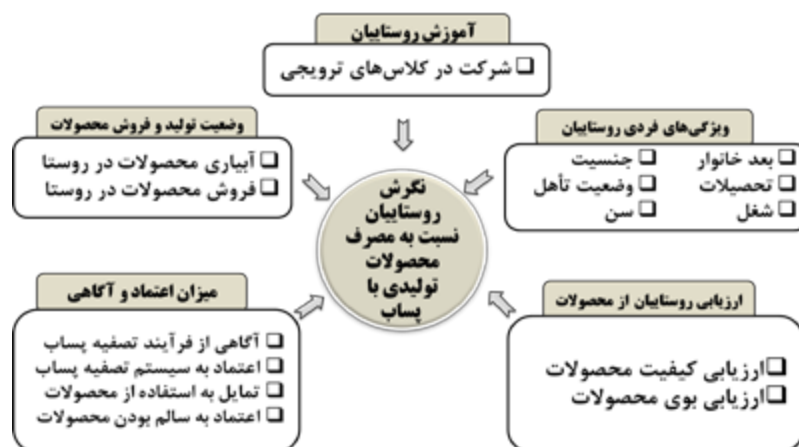 آموزش روستاییان
❑ شرکت در کلاس‌های ترویجی
ویژگی‌های فردی روستاییان
❑ بعد خانوار ❑ جنسیت
❑ تحصیلات ❑ وضعیت تأهل
❑ شغل ❑ سن
وضعیت تولید و فروش محصولات
❑ آبیاری محصولات در روستا
❑ فروش محصولات در روستا
نگرش
روستاییان
نسبت به مصرف
محصولات
تولیدی با
پساب
ارزیابی روستاییان از محصولات
❑ارزیابی کیفیت محصولات
❑ارزیابی بوی محصولات
میزان اعتماد و آگاهی
❑ آگاهی از فرآیند تصفیه پساب
❑ اعتماد به سیستم تصفیه پساب
❑ تمایل به استفاده از محصولات
❑ اعتماد به سالم بودن محصولات